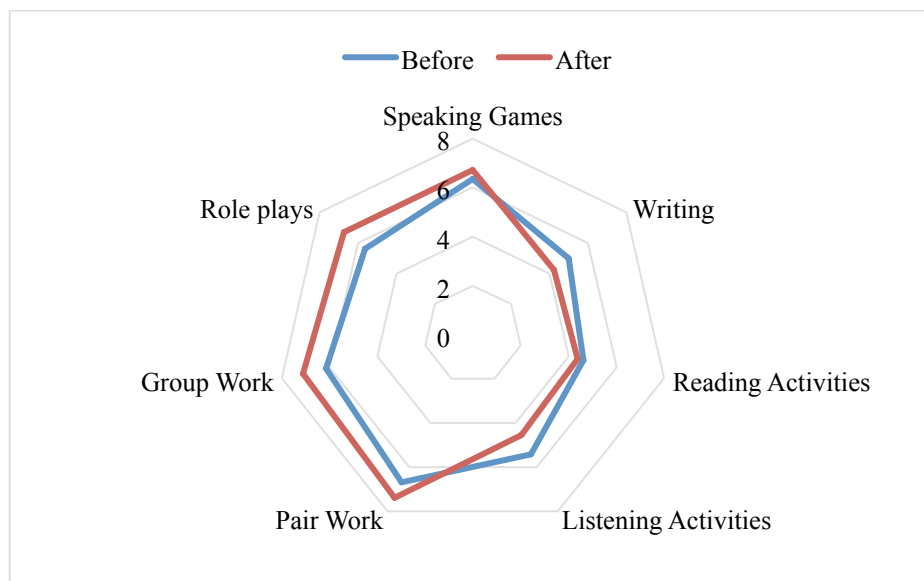 Before After
Speaking Games
8
Role plays
Writing
6
4
2
0
Group Work
Reading Activities
Pair Work
Listening Activities